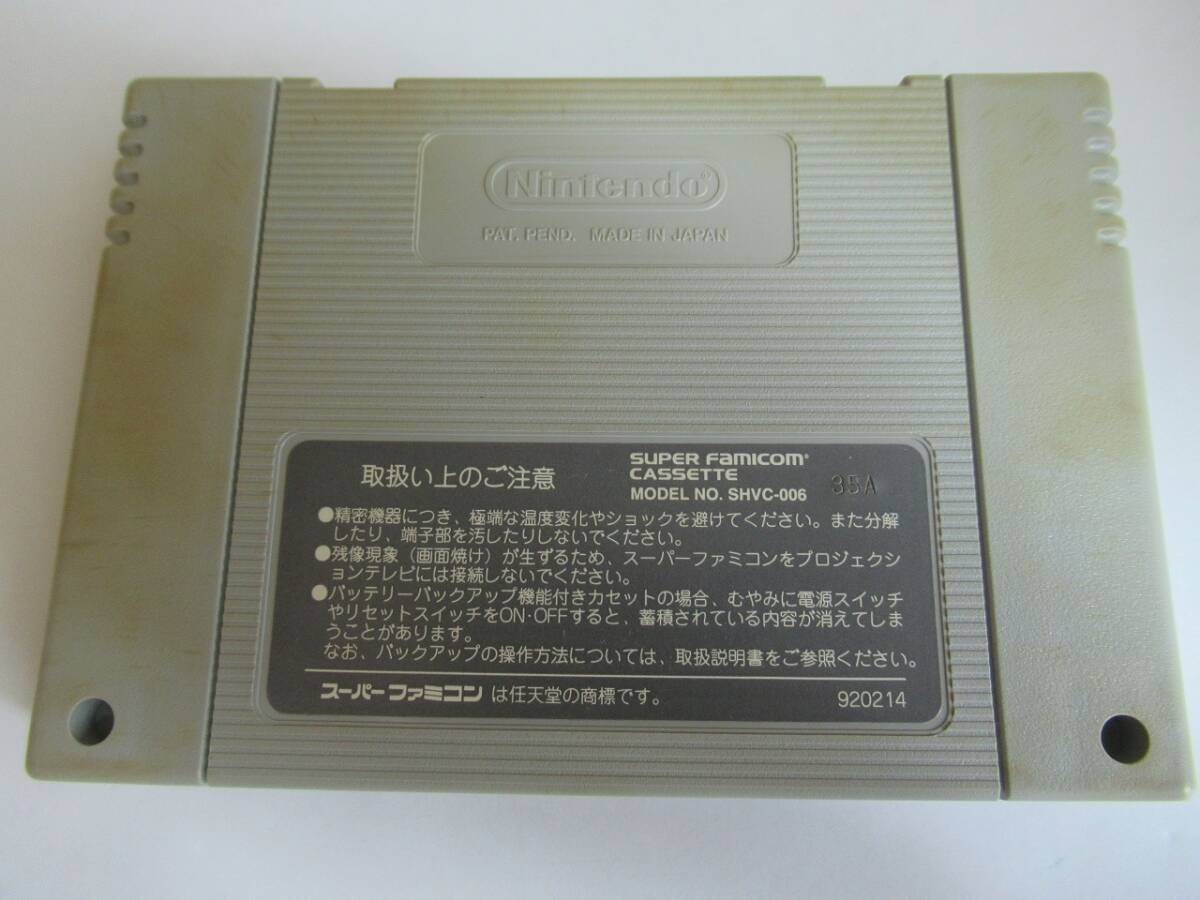 Nintendo®
PAT. PEND. MADE IN JAPAN
取扱い上のご注意
SUPER FAMICOM®
CASSETTE
MODEL NO. SHVC-006
35A
●精密機器につき、極端な温度変化やショックを避けてください。また分解
したり、端子部を汚したりしないでください。
●残像現象（画面焼け）が生ずるため、スーパーファミコンをプロジェクシ
ョンテレビには接続しないでください。
●バッテリーバックアップ機能付きカセットの場合、むやみに電源スイッチ
やリセットスイッチをON・OFFすると、蓄積されている内容が消えてしま
うことがあります。
なお、バックアップの操作方法については、取扱説明書をご参照ください。
スーパーファミコン は任天堂の商標です。
920214